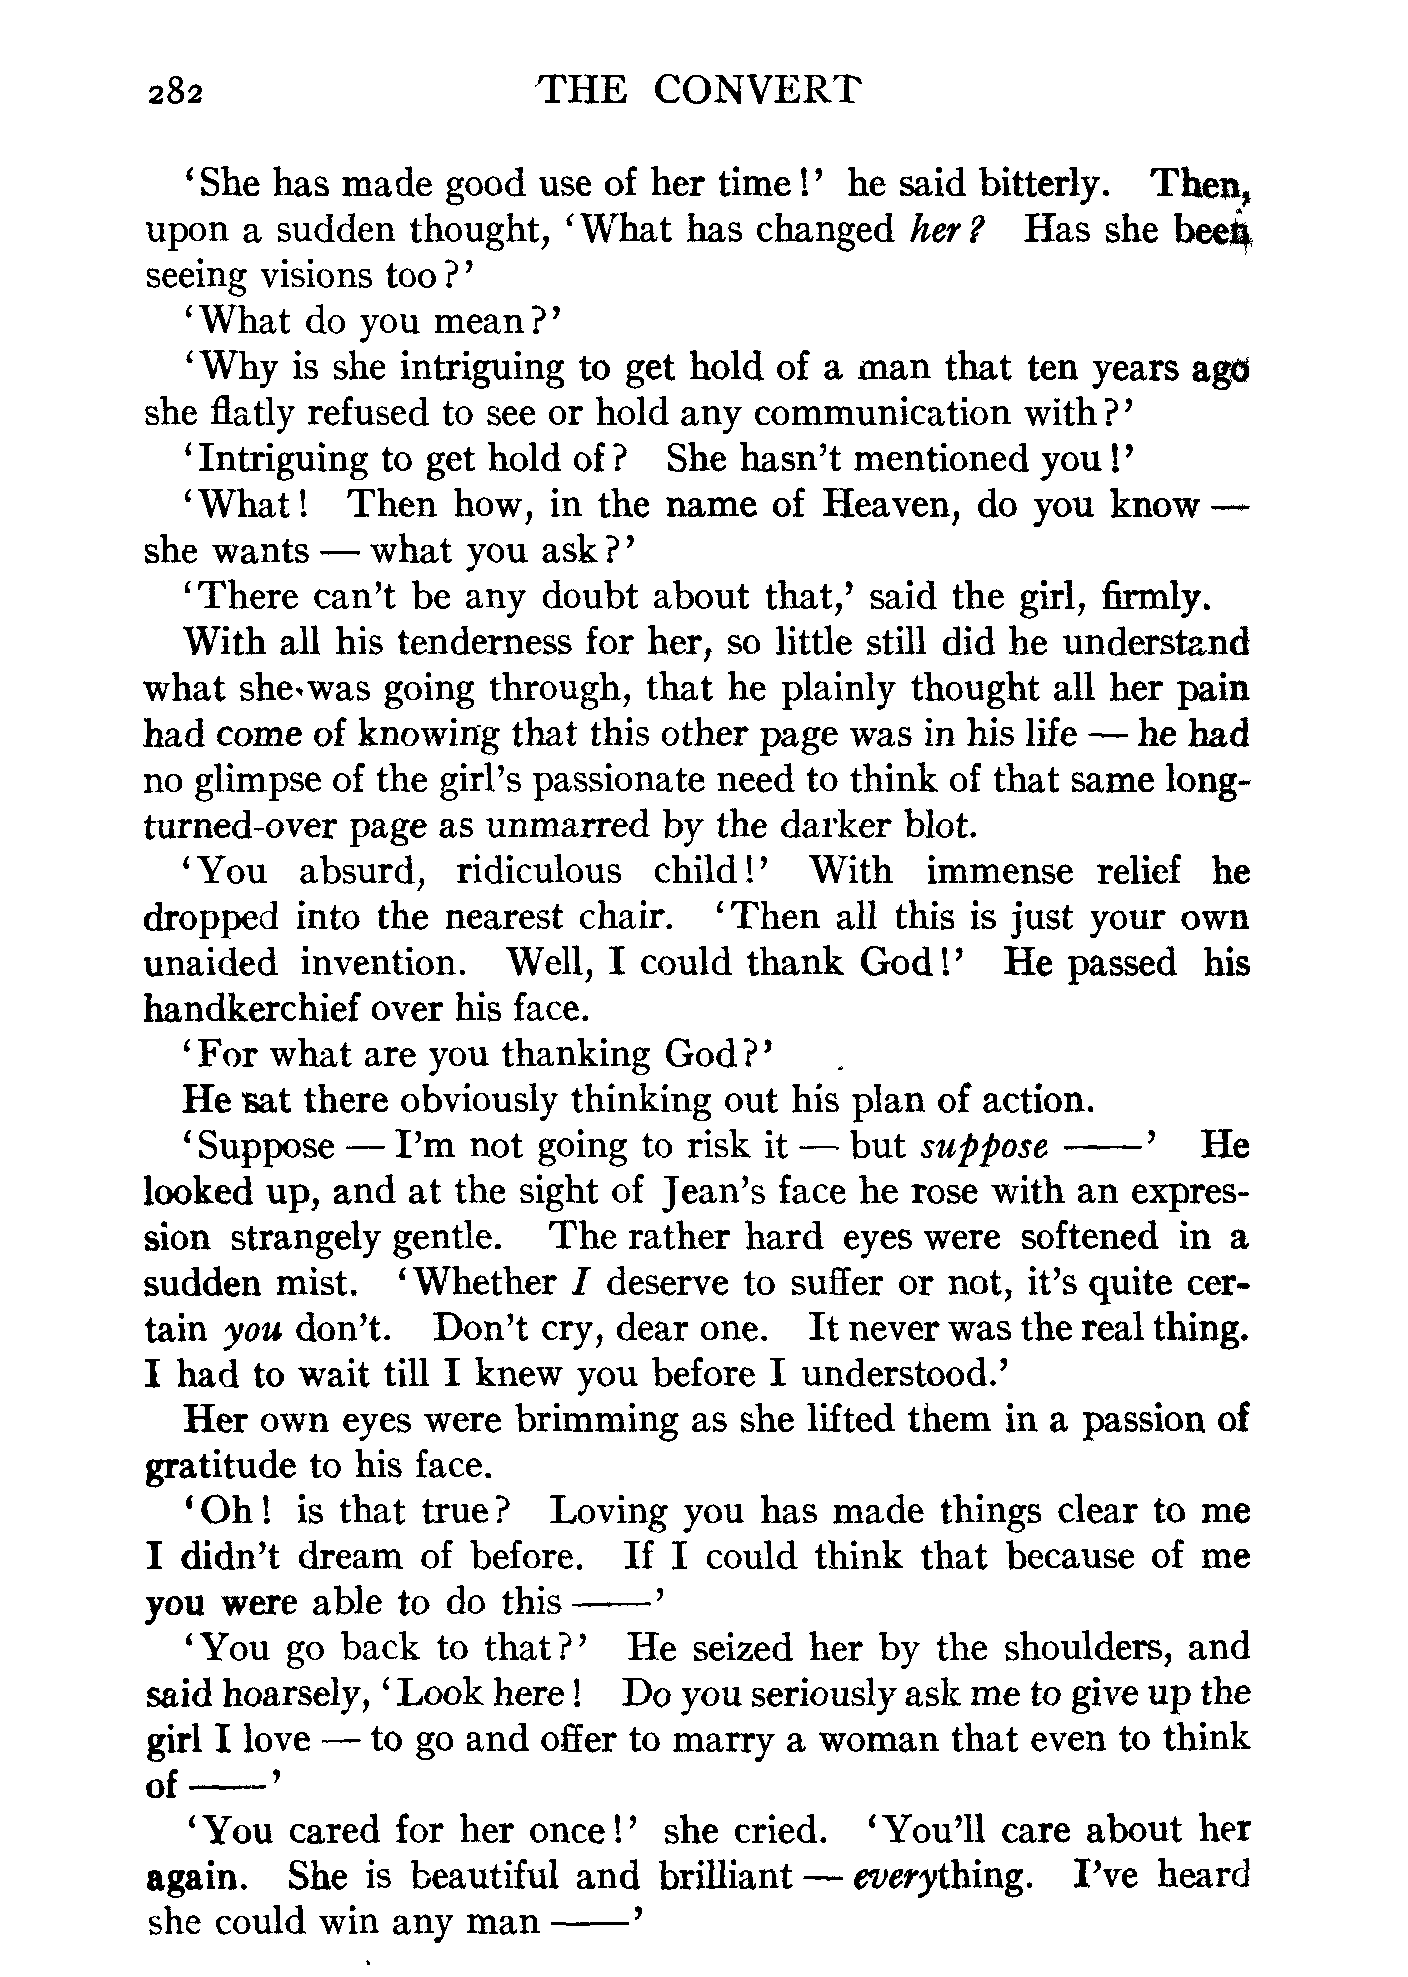 282 THE CONVERT
‘She has made good use of her time!’ he said bitterly. Then,
upon a sudden thought, ‘What has changed her? Has she been
seeing visions too?’
‘What do you mean?’
‘Why is she intriguing to get hold of a man that ten years ago
she flatly refused to see or hold any communication with?’
‘Intriguing to get hold of? She hasn’t mentioned you!’
‘What! Then how, in the name of Heaven, do you know —
she wants — what you ask?’
‘There can’t be any doubt about that,’ said the girl, firmly.
With all his tenderness for her, so little still did he understand
what she was going through, that he plainly thought all her pain
had come of knowing that this other page was in his life — he had
no glimpse of the girl’s passionate need to think of that same long-
turned-over page as unmarred by the darker blot.
‘You absurd, ridiculous child!’ With immense relief he
dropped into the nearest chair. ‘Then all this is just your own
unaided invention. Well, I could thank God!’ He passed his
handkerchief over his face.
‘For what are you thanking God?’
He sat there obviously thinking out his plan of action.
‘Suppose — I’m not going to risk it — but suppose ——’ He
looked up, and at the sight of Jean’s face he rose with an expres-
sion strangely gentle. The rather hard eyes were softened in a
sudden mist. ‘Whether I deserve to suffer or not, it’s quite cer-
tain you don’t. Don’t cry, dear one. It never was the real thing.
I had to wait till I knew you before I understood.’
Her own eyes were brimming as she lifted them in a passion of
gratitude to his face.
‘Oh! is that true? Loving you has made things clear to me
I didn’t dream of before. If I could think that because of me
you were able to do this ——’
‘You go back to that?’ He seized her by the shoulders, and
said hoarsely, ‘Look here! Do you seriously ask me to give up the
girl I love — to go and offer to marry a woman that even to think
of ——’
‘You cared for her once!’ she cried. ‘You’ll care about her
again. She is beautiful and brilliant — everything. I’ve heard
she could win any man ——’